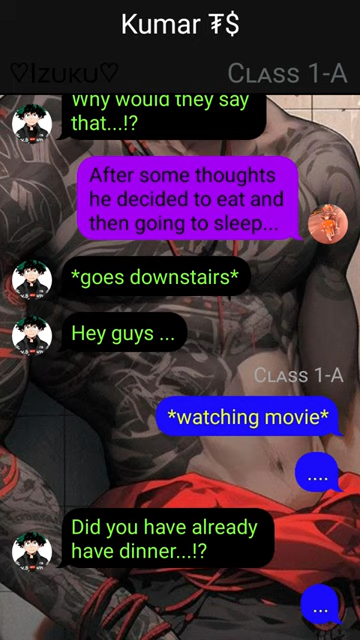 Kumar ₮$
♡Izuku♡
Class 1-A
Why would they say
that...!?
After some thoughts
he decided to eat and
then going to sleep...
*goes downstairs*
Hey guys ...
Class 1-A
*watching movie*
....
Did you have already
have dinner...!?
...